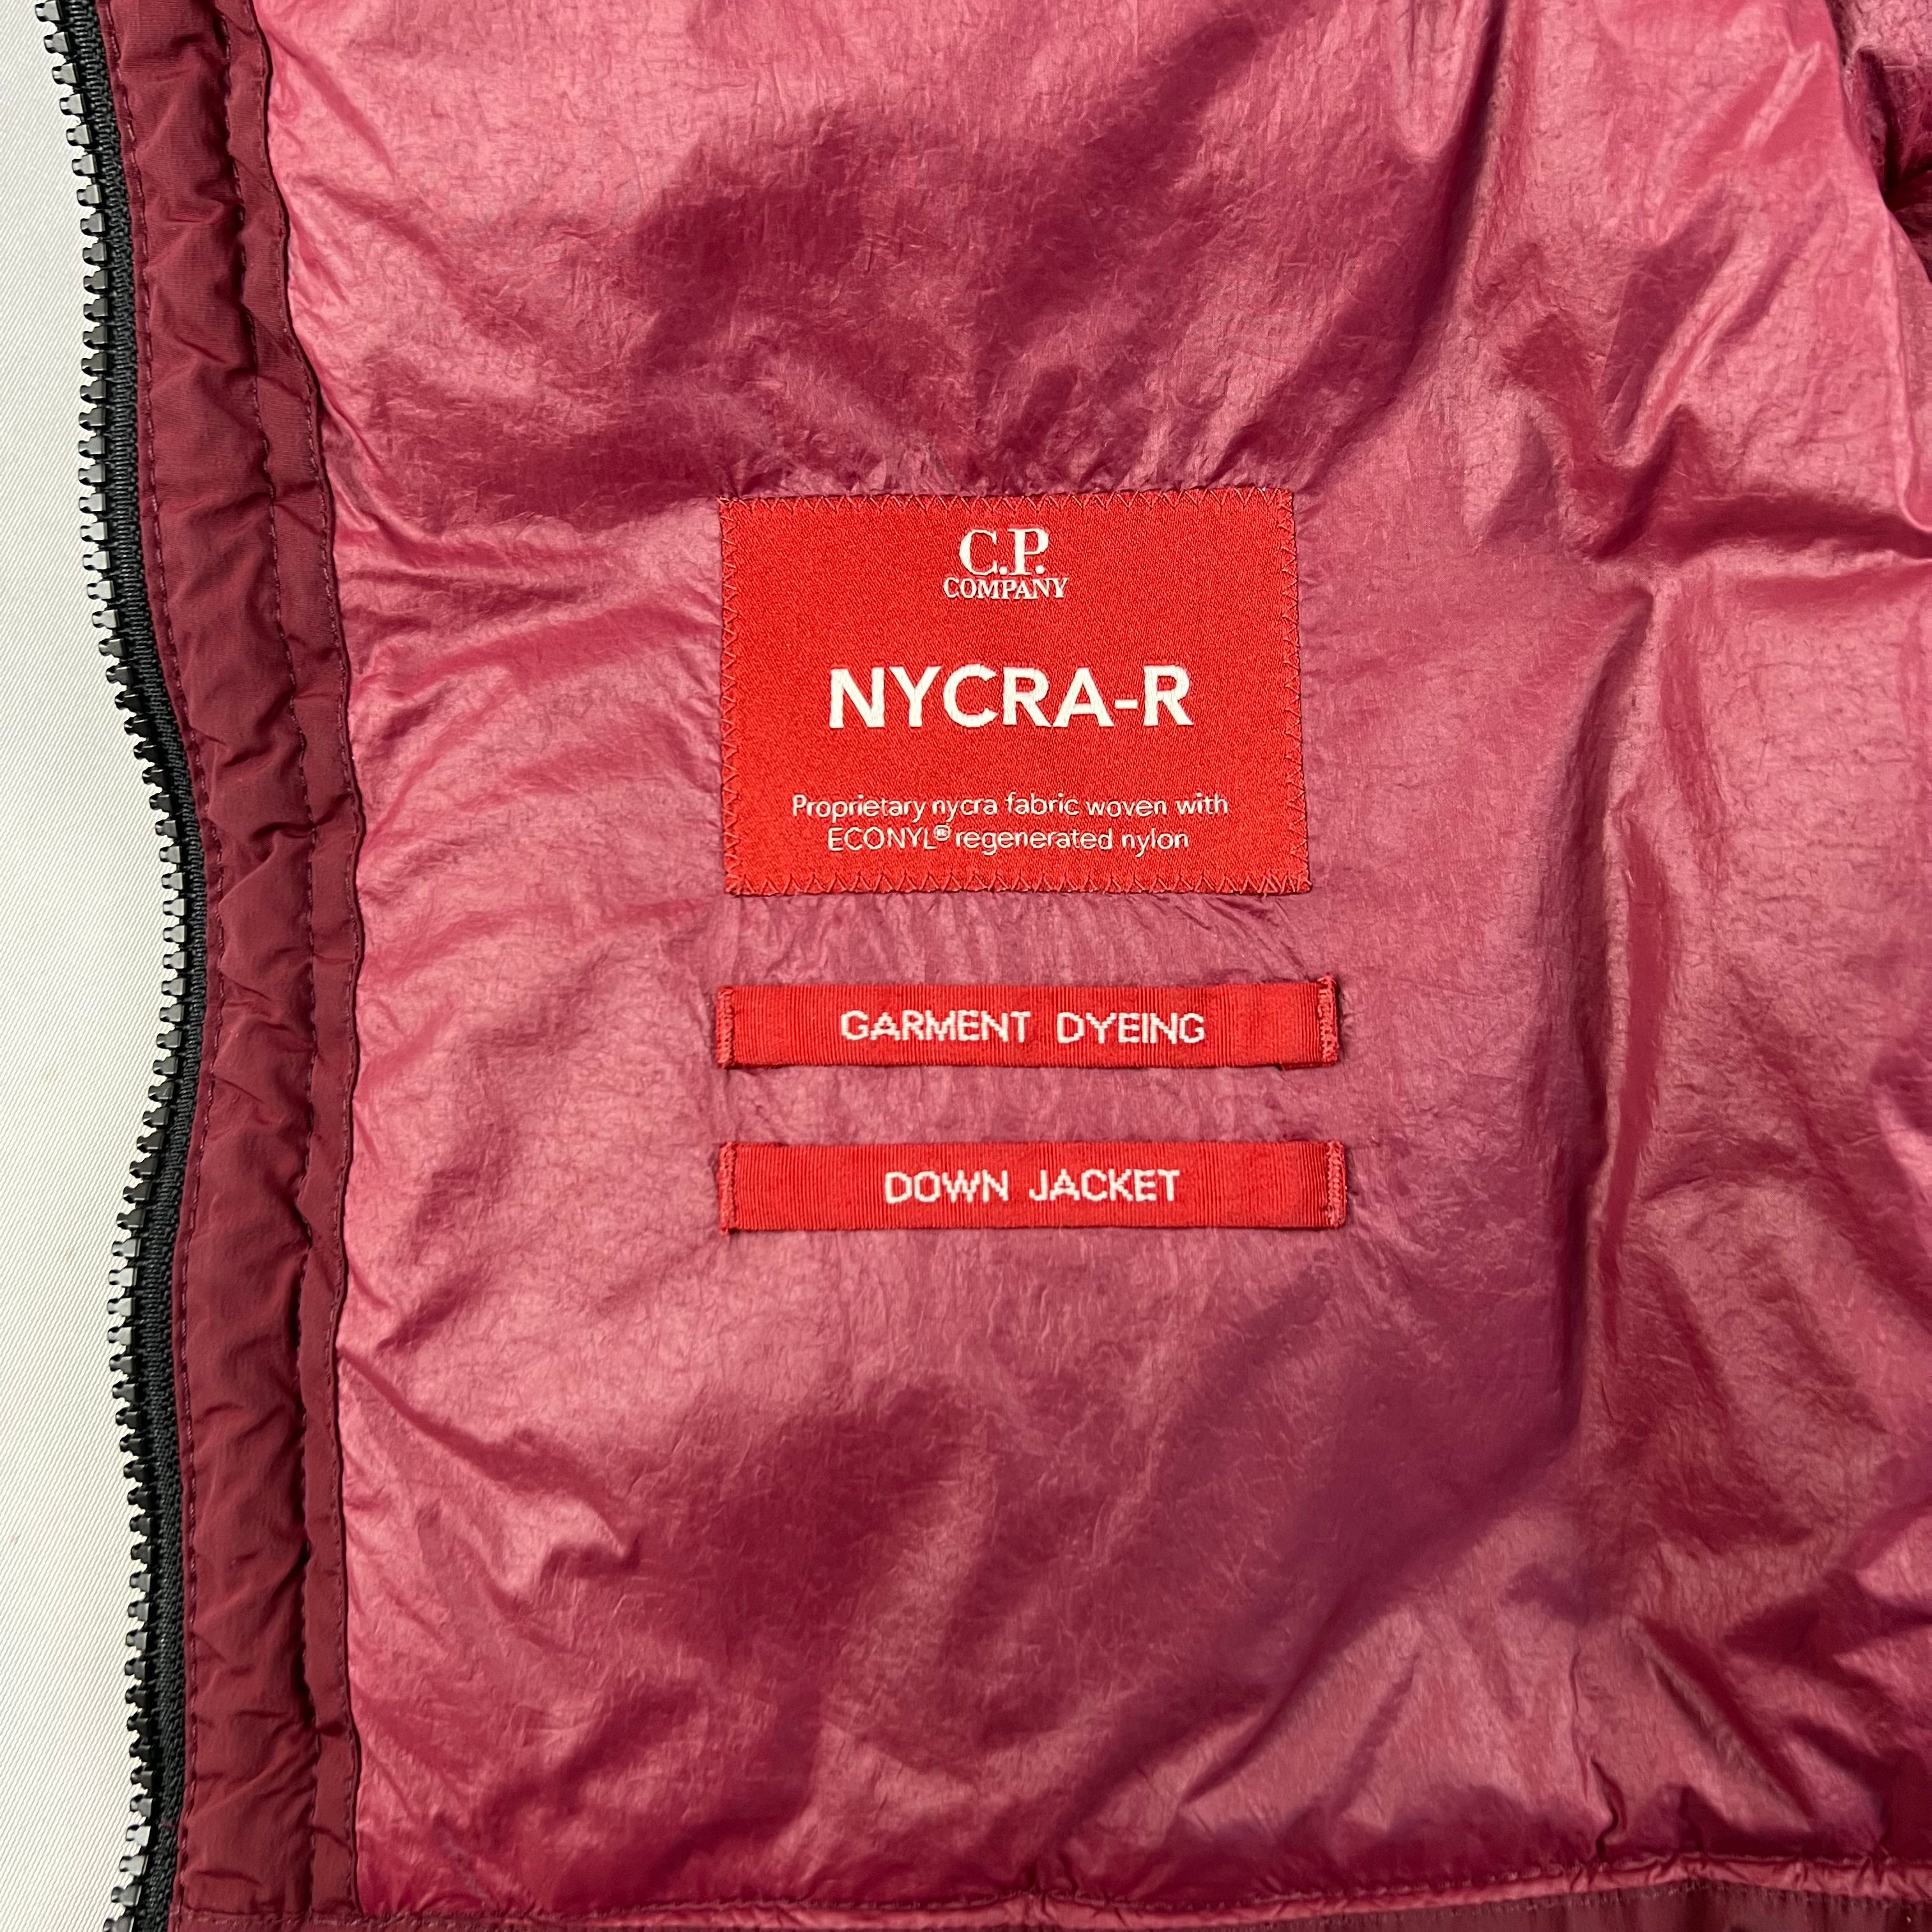 C.P.
COMPANY
NYCRA-R
Proprietary nycra fabric woven with
ECONYL® regenerated nylon
GARMENT DYEING
DOWN JACKET